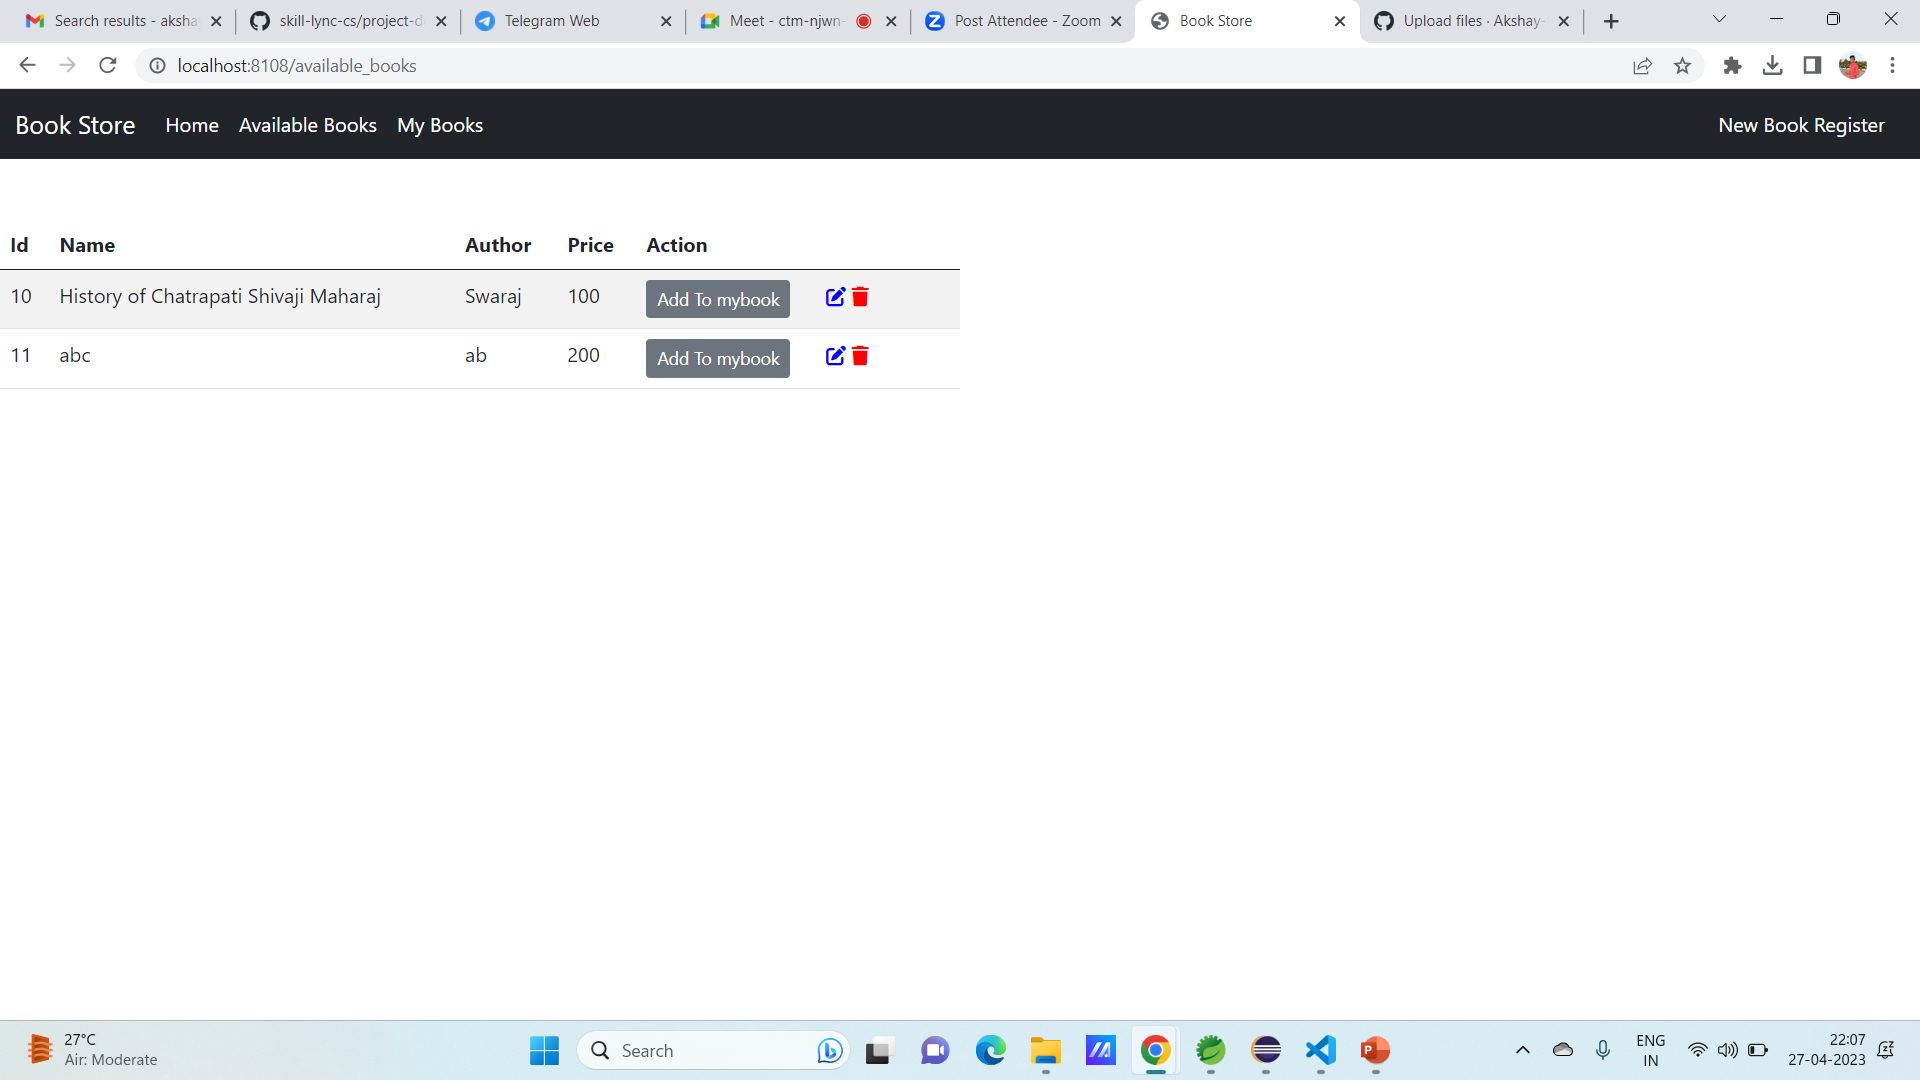 Search results - aksha
skill-lync-cs/project-d
Telegram Web
Meet - ctm-njwn-
Post Attendee - Zoom
Book Store
Upload files · Akshay-
localhost:8108/available_books
Book Store Home Available Books My Books New Book Register
Id Name Author Price Action
10 History of Chatrapati Shivaji Maharaj Swaraj 100 Add To mybook
11 abc ab 200 Add To mybook
27°C
Air: Moderate
Search
ENG
IN
22:07
27-04-2023